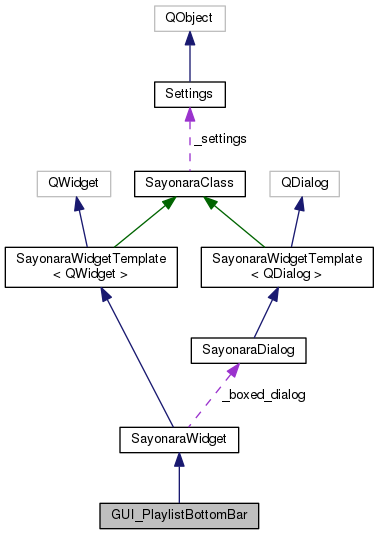 QObject
Settings
_settings
QWidget
SayonaraClass
QDialog
SayonaraWidgetTemplate
< QWidget >
SayonaraWidgetTemplate
< QDialog >
SayonaraDialog
_boxed_dialog
SayonaraWidget
GUI_PlaylistBottomBar